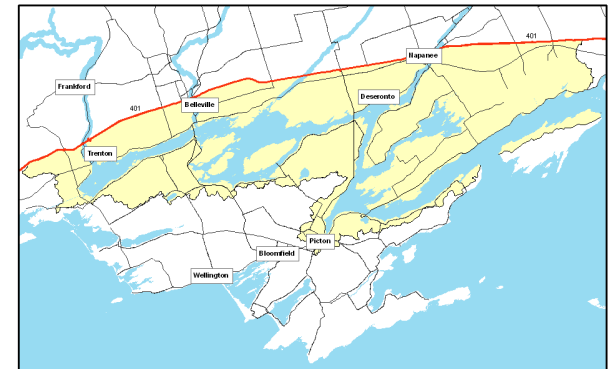 401
Napanee
Frankford
Deseronto
Belleville
401
Trenton
Picton
Bloomfield
Wellington